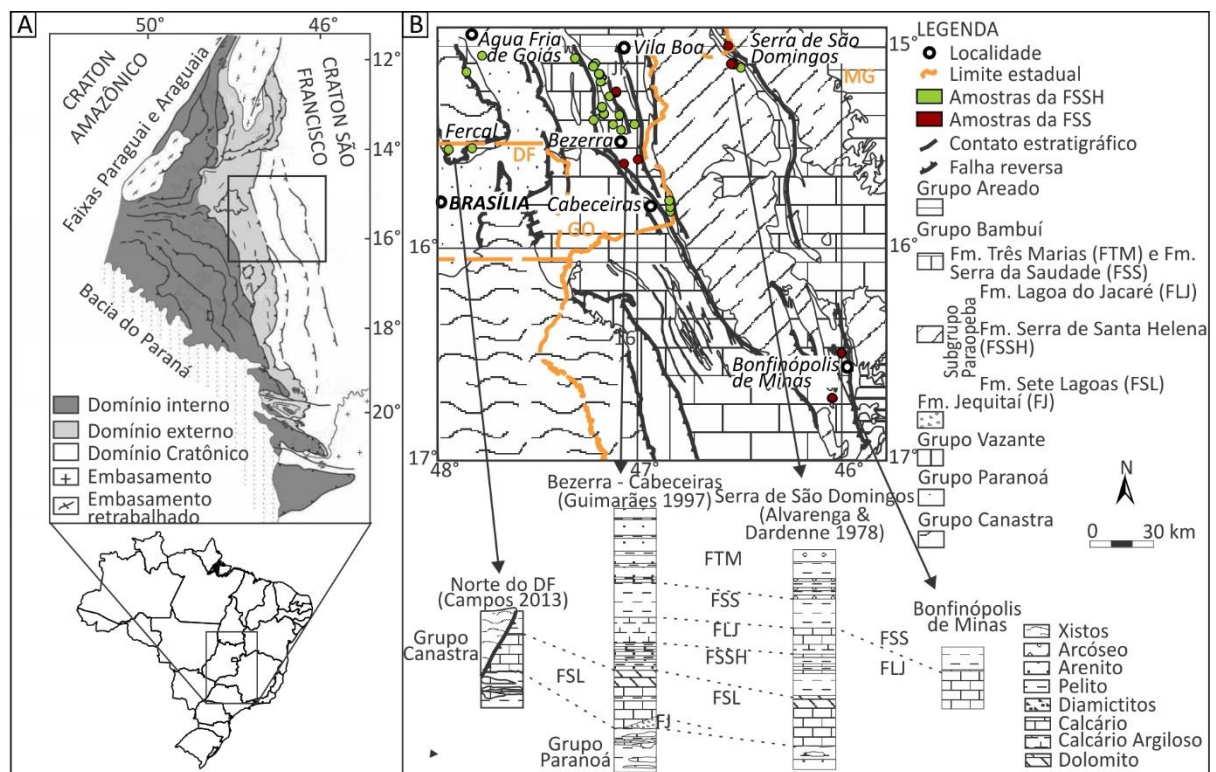 A
50
46
12°
14°
16°
18°
20°
CRATON
AMAZÔNICO
Faixas Paraguai e Araguaia
CRATON SÃO
FRANCISCO
Bacia do Paraná
Domínio interno
Domínio externo
Domínio Cratônico
Embasamento
Embasamento
retrabalhado
B
Água Fria
de Goiás
Vila Boa
Serra de São
Domingos
15°
MG
Fercal
DF
Bezerra
BRASÍLIA
Cabeceiras
GO
16°
16
Bonfinópolis
de Minas
17°
17°
48
47
46
LEGENDA
Localidade
Limite estadual
Amostras da FSSH
Amostras da FSS
Contato estratigráfico
Falha reversa
Grupo Areado
Grupo Bambuí
Fm. Três Marias (FTM) e Fm.
Serra da Saudade (FSS)
Fm. Lagoa do Jacaré (FLJ)
Subgrupo
Paraopeba
Fm. Serra de Santa Helena
(FSSH)
Fm. Sete Lagoas (FSL)
Fm. Jequitaí (FJ)
Grupo Vazante
Grupo Paranoá
Grupo Canastra
N
0 30 km
Bezerra - Cabeceiras
(Guimarães 1997)
Serra de São Domingos
(Alvarenga &
Dardenne 1978)
Norte do DF
(Campos 2013)
Bonfinópolis
de Minas
Grupo
Canastra
FSL
FTM
FSS
FLJ
FSSH
FSL
FJ
Grupo
Paranoá
FSS
FLJ
Xistos
Arcóseo
Arenito
Pelito
Diamictitos
Calcário
Calcário Argiloso
Dolomito